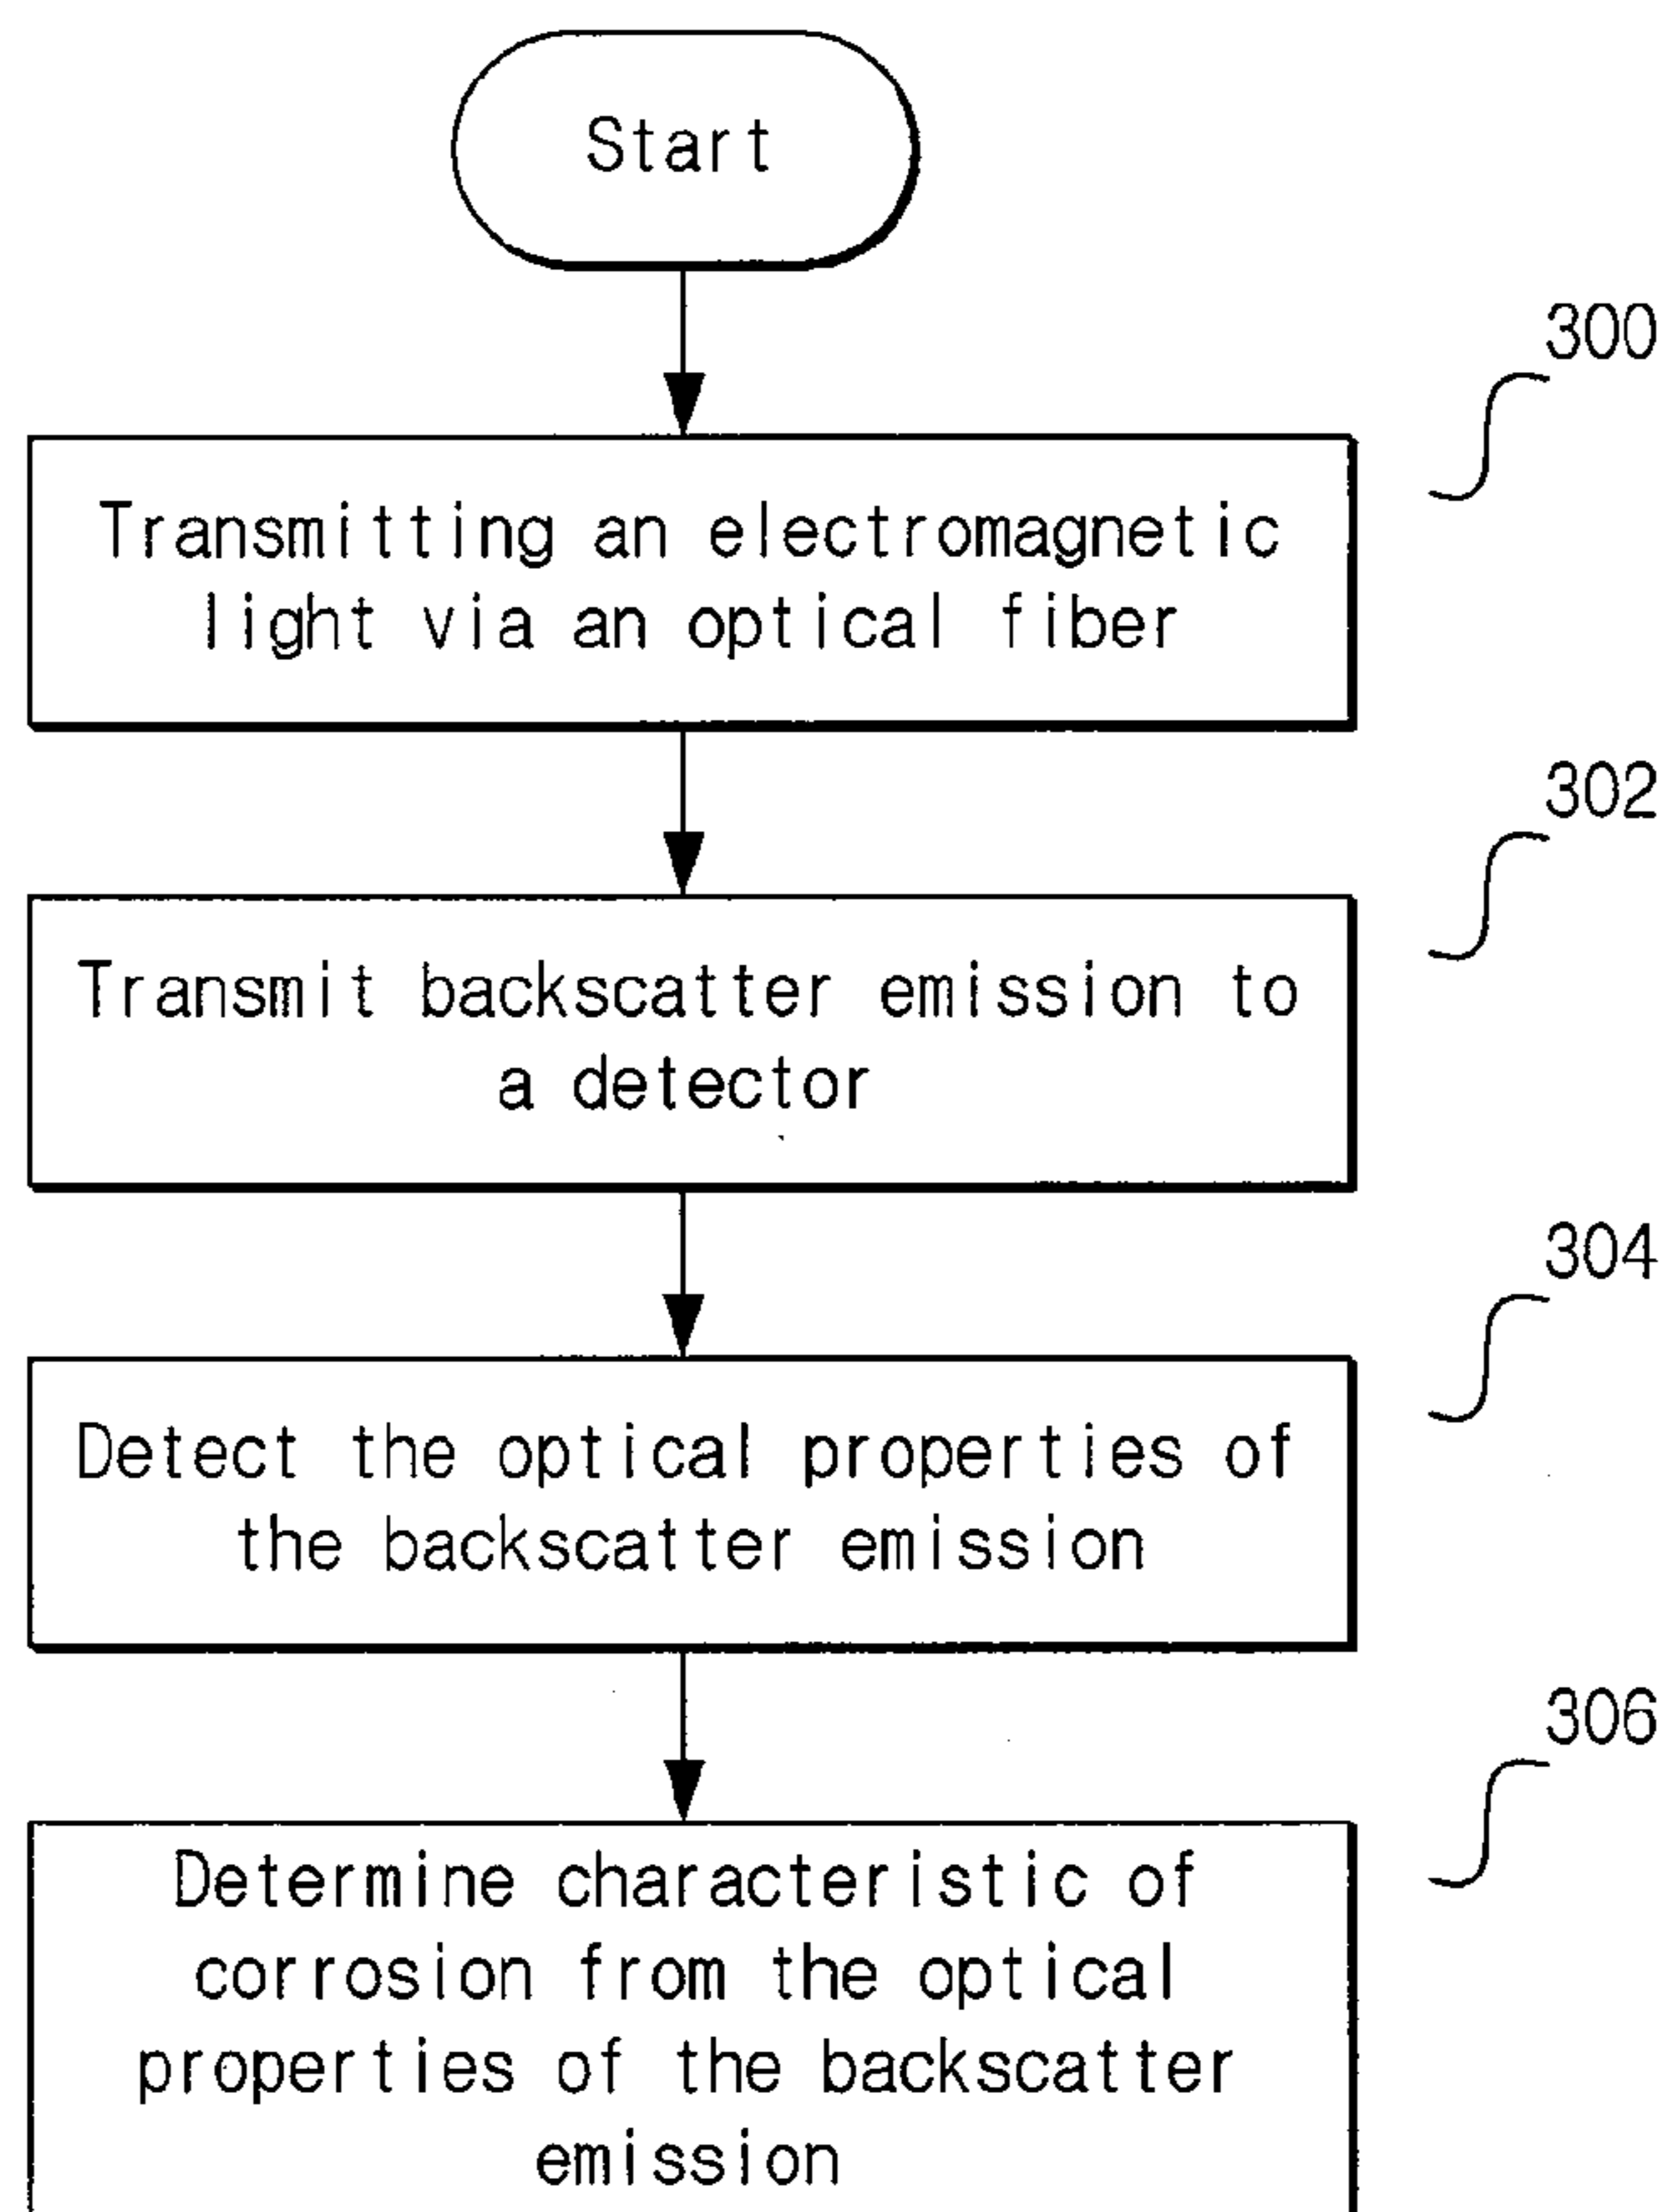 Start
300
Transmitting an electromagnetic
light via an optical fiber
302
Transmit backscatter emission to
a detector
304
Detect the optical properties of
the backscatter emission
306
Determine characteristic of
corrosion from the optical
properties of the backscatter
emission